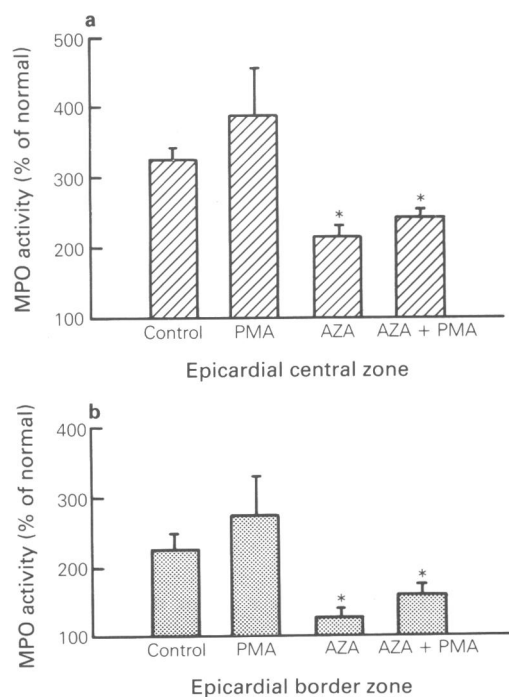 a
MPO activity (% of normal)
500
400
300
200
100
*
*
Control PMA AZA AZA + PMA
Epicardial central zone
b
MPO activity (% of normal)
400
300
200
100
*
*
Control PMA AZA AZA + PMA
Epicardial border zone